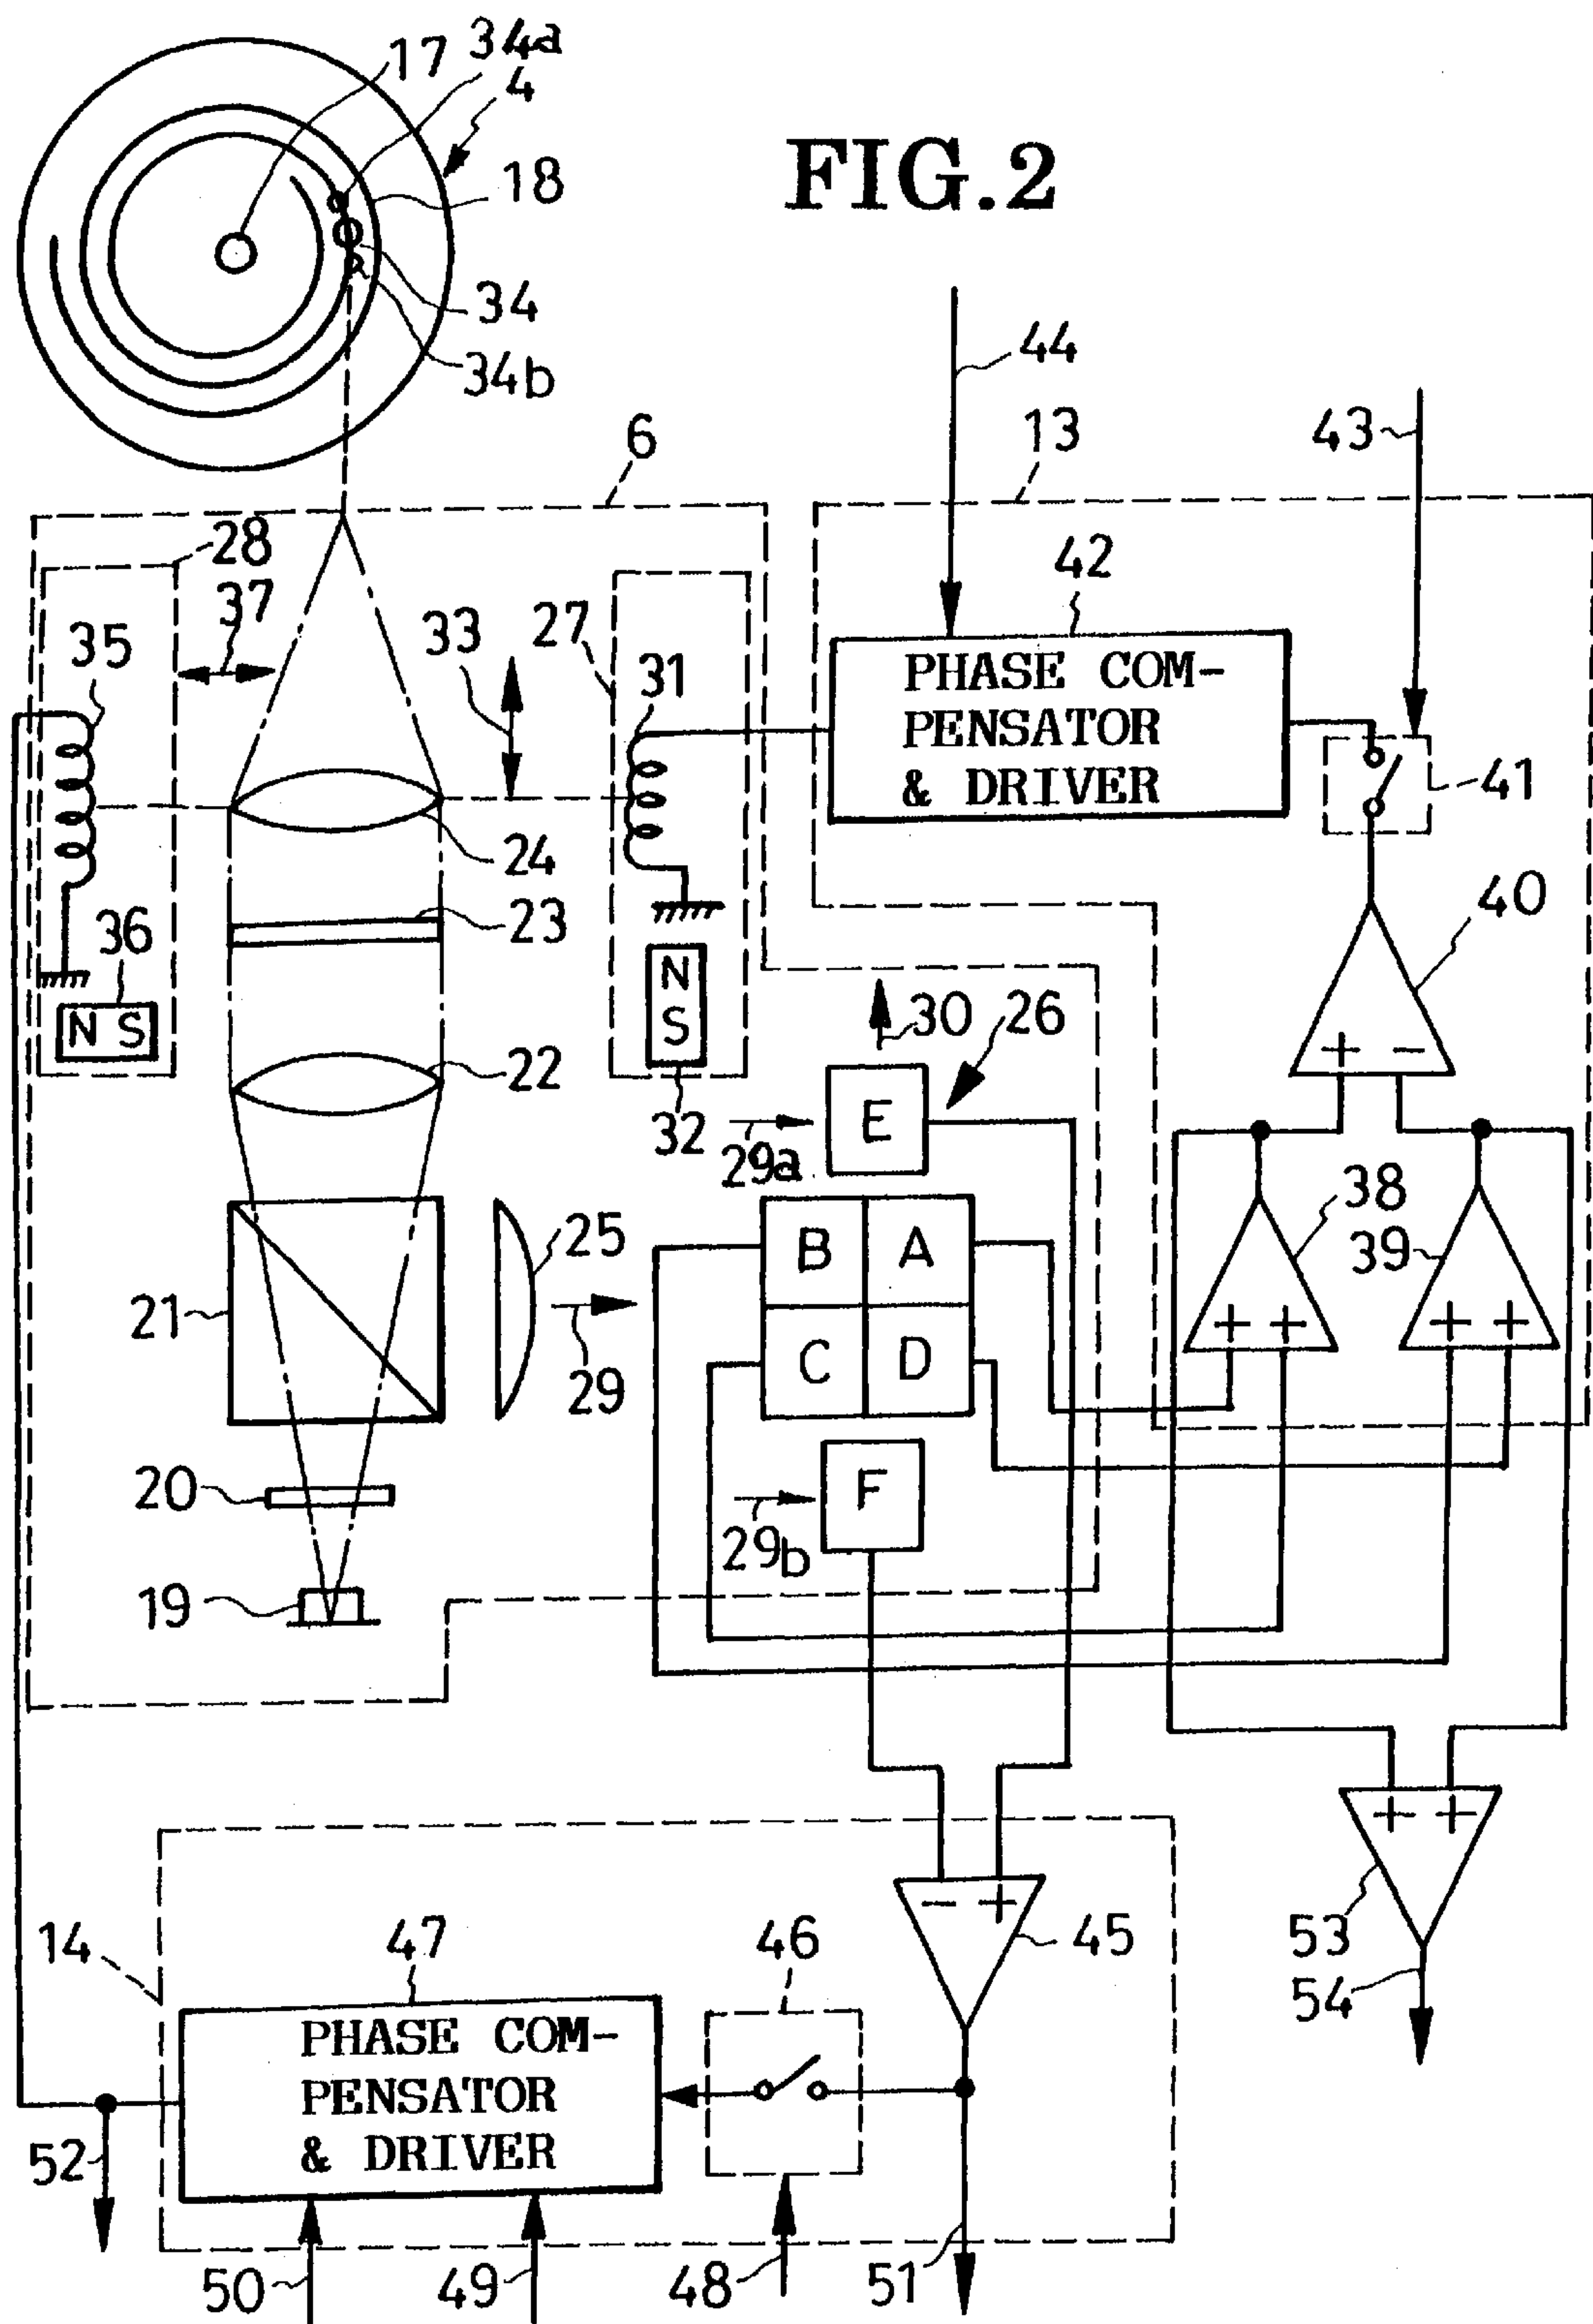 34a
17
4
FIG.2
18
34
34b
44
6
13
43
28
42
37
33
27
35
31
PHASE COM-
PENSATOR
& DRIVER
41
24
23
40
36
N
S
N S
30
26
22
32
29a
E
38
39
25
B A
21
C D
29
20
F
29b
19
+ -
+ +
+ +
+ +
- +
53
45
14
47
46
54
PHASE COM-
PENSATOR
& DRIVER
52
50
49
48
51